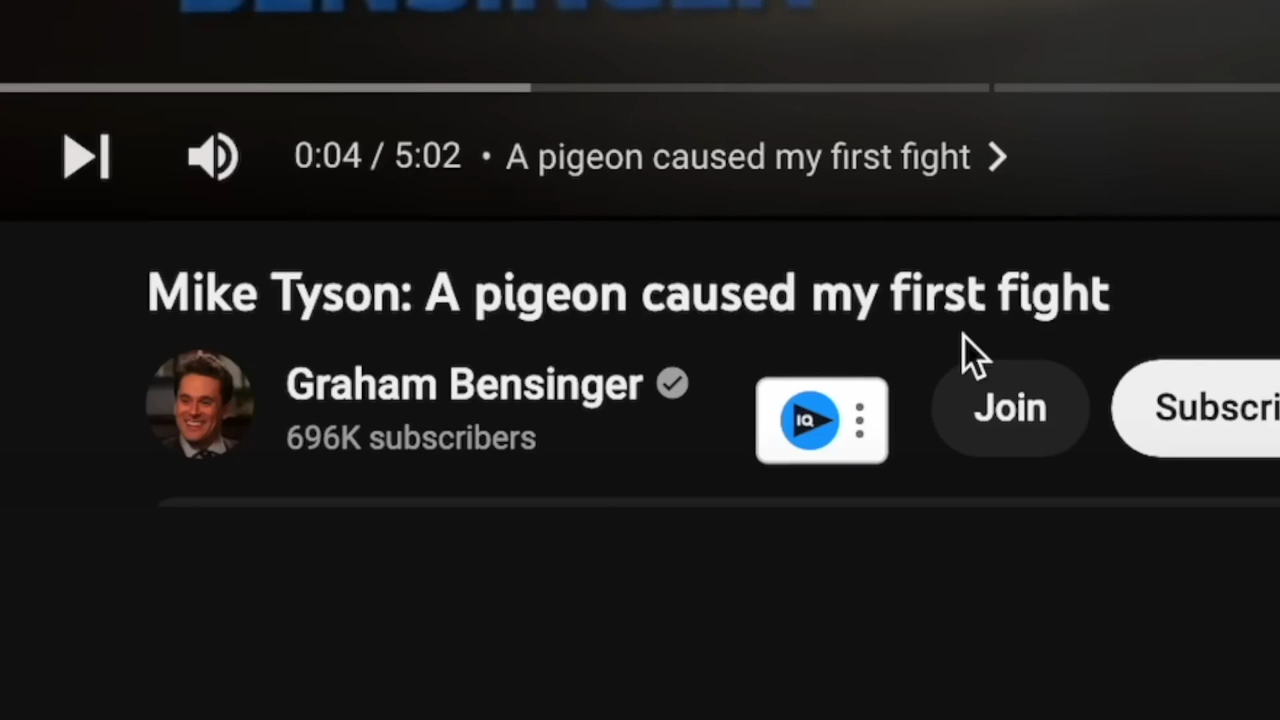 BENSINGER
0:04 / 5:02 • A pigeon caused my first fight
Mike Tyson: A pigeon caused my first fight
Graham Bensinger
696K subscribers
IQ
Join
Subscri